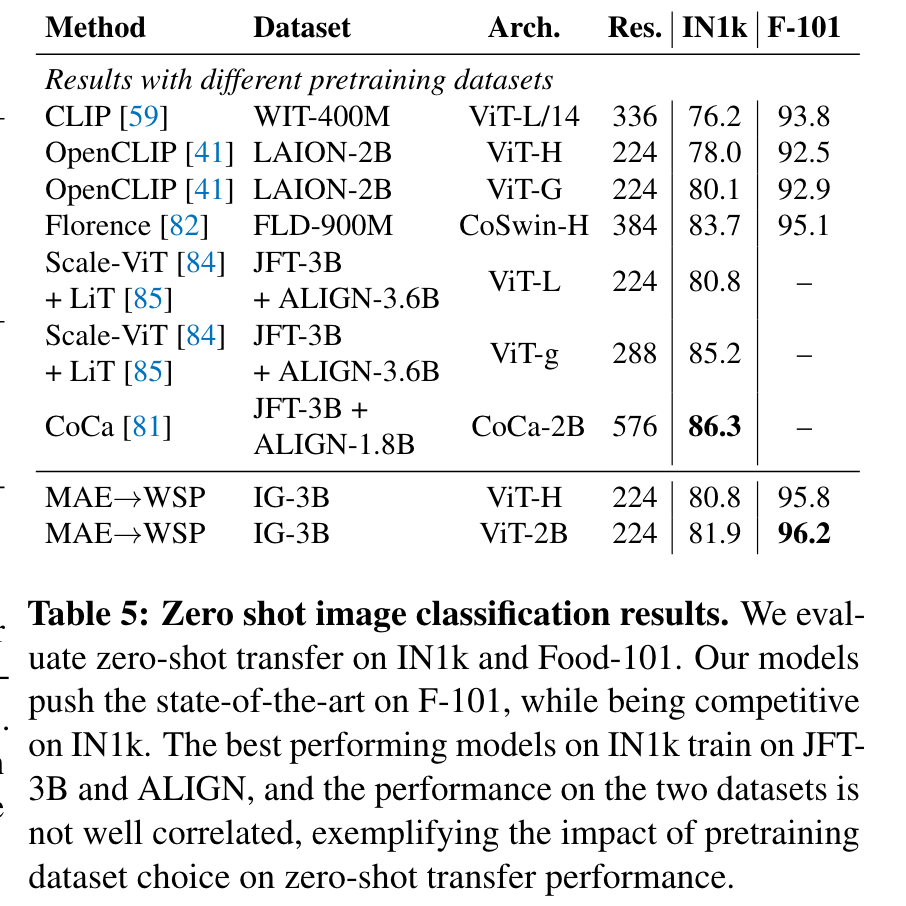 Method Dataset Arch. Res. IN1k F-101
Results with different pretraining datasets
CLIP [59] WIT-400M ViT-L/14 336 76.2 93.8
OpenCLIP [41] LAION-2B ViT-H 224 78.0 92.5
OpenCLIP [41] LAION-2B ViT-G 224 80.1 92.9
Florence [82] FLD-900M CoSwin-H 384 83.7 95.1
Scale-ViT [84] JFT-3B
+ LiT [85] + ALIGN-3.6B ViT-L 224 80.8 –
Scale-ViT [84] JFT-3B
+ LiT [85] + ALIGN-3.6B ViT-g 288 85.2 –
CoCa [81] JFT-3B +
ALIGN-1.8B CoCa-2B 576 86.3 –
MAE→WSP IG-3B ViT-H 224 80.8 95.8
MAE→WSP IG-3B ViT-2B 224 81.9 96.2
Table 5: Zero shot image classification results. We eval-
uate zero-shot transfer on IN1k and Food-101. Our models
push the state-of-the-art on F-101, while being competitive
on IN1k. The best performing models on IN1k train on JFT-
3B and ALIGN, and the performance on the two datasets is
not well correlated, exemplifying the impact of pretraining
dataset choice on zero-shot transfer performance.